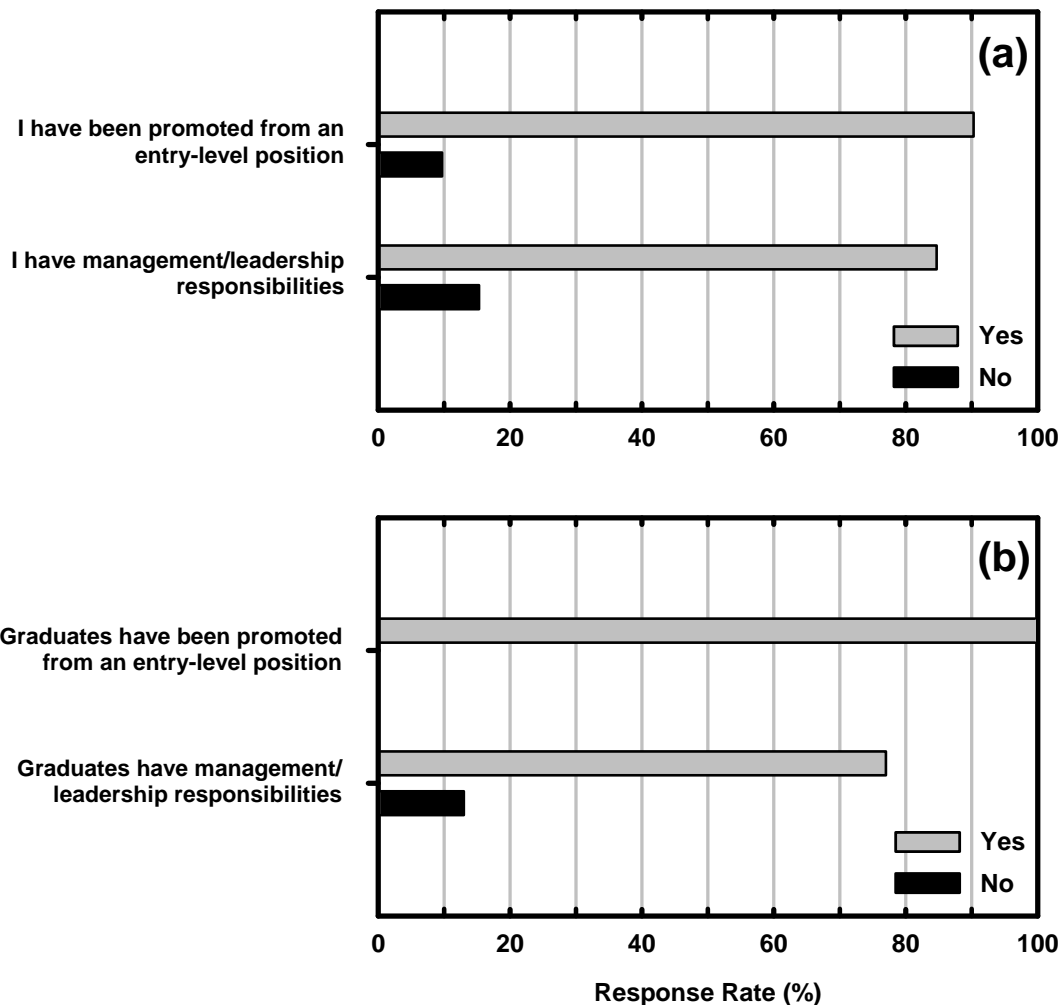 (a)
I have been promoted from an
entry-level position
I have management/leadership
responsibilities
Yes
No
0 20 40 60 80 100
(b)
Graduates have been promoted
from an entry-level position
Graduates have management/
leadership responsibilities
Yes
No
0 20 40 60 80 100
Response Rate (%)